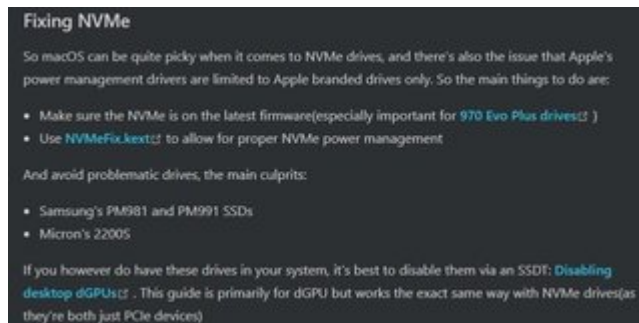 Fixing NVMe
So macOS can be quite picky when it comes to NVMe drives, and there's also the issue that Apple's
power management drivers are limited to Apple branded drives only. So the main things to do are:
• Make sure the NVMe is on the latest firmware(especially important for 970 Evo Plus drives )
• Use NVMeFix.kext to allow for proper NVMe power management
And avoid problematic drives, the main culprits:
• Samsung's PM981 and PM991 SSDs
• Micron's 2200S
If you however do have these drives in your system, it's best to disable them via an SSDT: Disabling
desktop dGPUs . This guide is primarily for dGPU but works the exact same way with NVMe drives(as
they're both just PCIe devices)